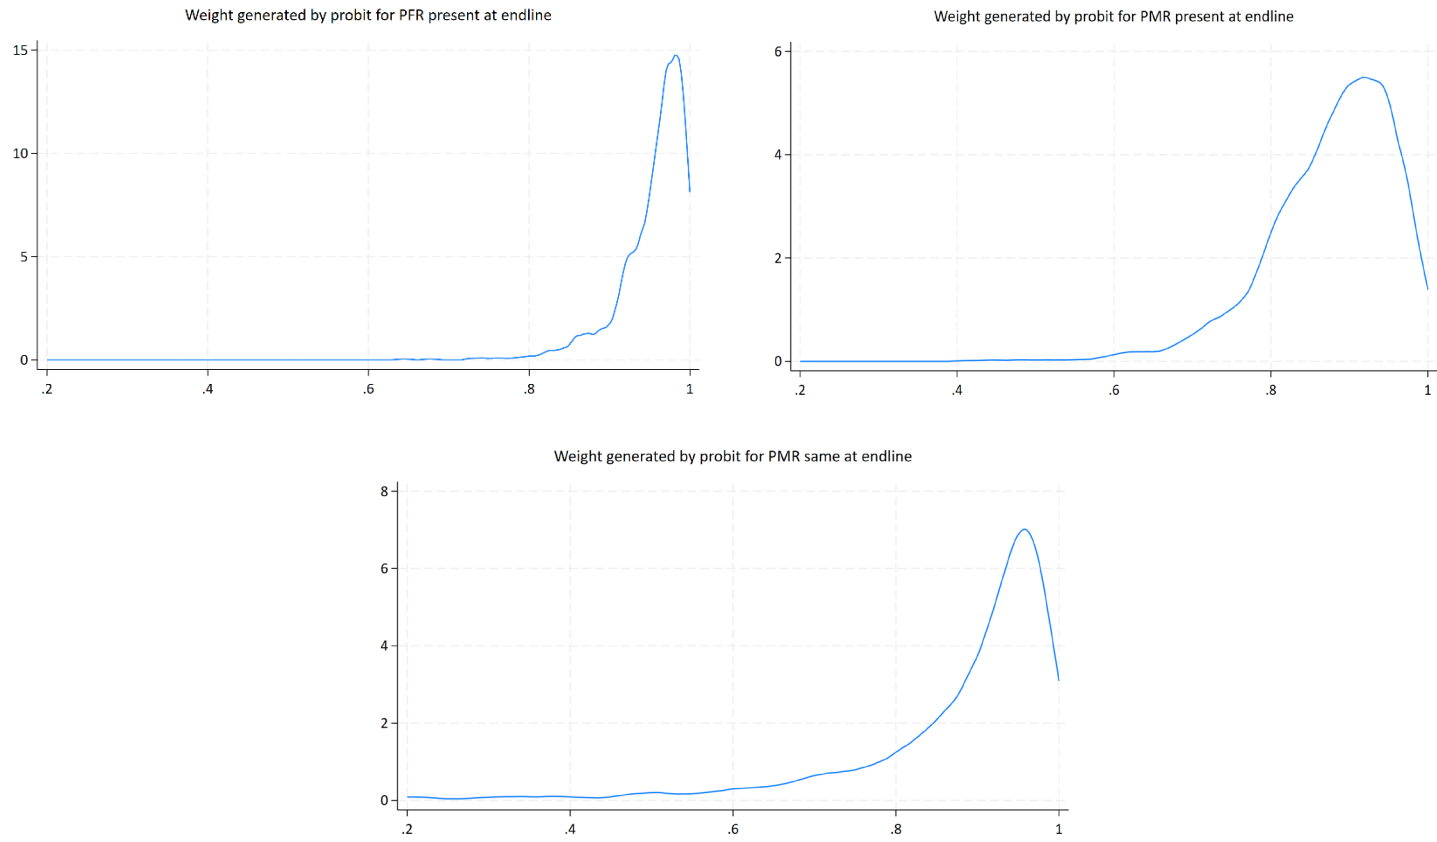 Weight generated by probit for PFR present at endline
15
10
5
0
.2 .4 .6 .8 1
Weight generated by probit for PMR present at endline
6
4
2
0
.2 .4 .6 .8 1
Weight generated by probit for PMR same at endline
8
6
4
2
0
.2 .4 .6 .8 1